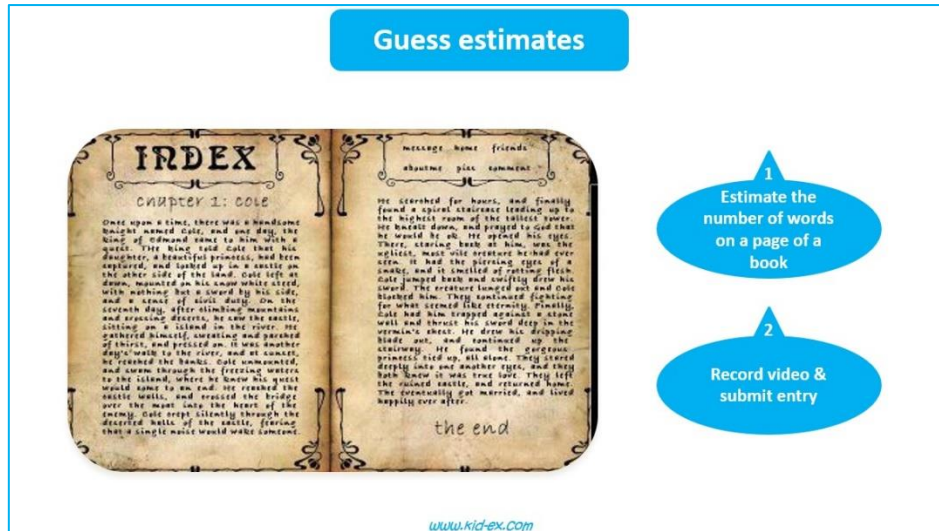 Guess estimates
INDEX
chapter 1: cole
Once upon a time, there was a handsome
knight named Cole, and one day, the
king of Edmond came to him with a
quest. The king told Cole that his
daughter, a beautiful princess, had been
captured, and locked up in a castle on
the other side of the land. Cole left at
dawn, mounted on his snow white steed,
with nothing but a sword by his side,
and a sense of civic duty. On the
seventh day, after climbing mountains
and crossing deserts, he saw the castle,
sitting on a island in the river. He
gathered himself, sweating and parched
of thirst, and pressed on. It was another
day's walk to the river, and at sunset,
he reached the banks. Cole unmounted,
and swam through the freezing waters
to the island, where he knew his quest
would come to an end. He reached the
castle walls, and crossed the bridge
over the moat into the heart of the
enemy. Cole crept silently through the
deserted halls of the castle, fearing
that a single noise would wake someone.
message home friends
aboutme pics comment
He searched for hours, and finally
found a spiral staircase leading up to
the highest room of the tallest tower.
He knealt down, and prayed to God that
he would be ok. He opened his eyes.
There, staring back at him, was the
ugliest, most vile creature he had ever
seen. It had the piercing eyes of a
snake, and it smelled of rotting flesh.
Cole jumped back and swiftly drew his
sword. The creature lunged out and Cole
blocked him. They continued fighting
for what seemed like eternity. Finally,
Cole had him trapped against a stone
wall and thrust his sword deep in the
vermin's chest. He drew his dripping
blade out, and continued up the
stairway. He found the gorgeous
princess tied up, all alone. They stared
deeply into one another eyes, and they
both knew it was true love. They left
the ruined castle, and returned home.
The eventually got married, and lived
happily ever after.
the end
1
Estimate the
number of words
on a page of a
book
2
Record video &
submit entry
www.kid-ex.com